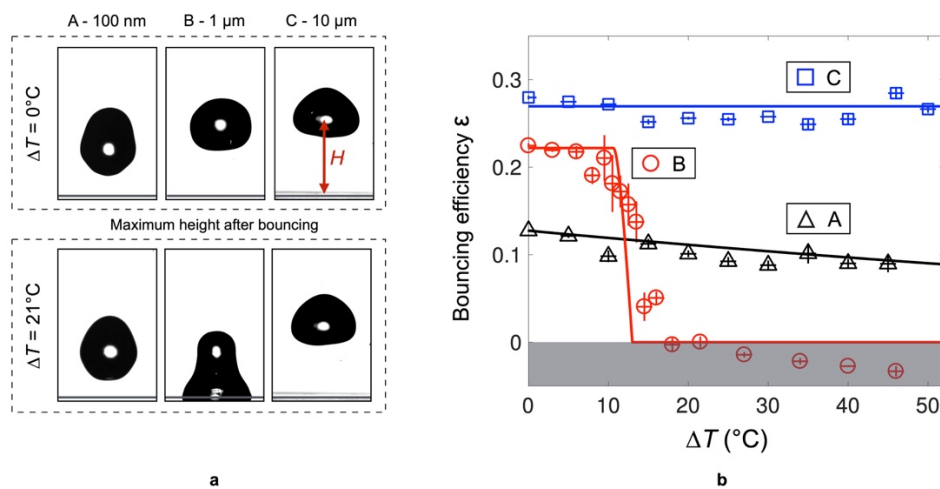 A - 100 nm B - 1 µm C - 10 µm
ΔT = 0°C
H
Maximum height after bouncing
ΔT = 21°C
a
Bouncing efficiency ε
0.3
0.2
0.1
0
C
B
A
0 10 20 30 40 50
ΔT (°C)
b